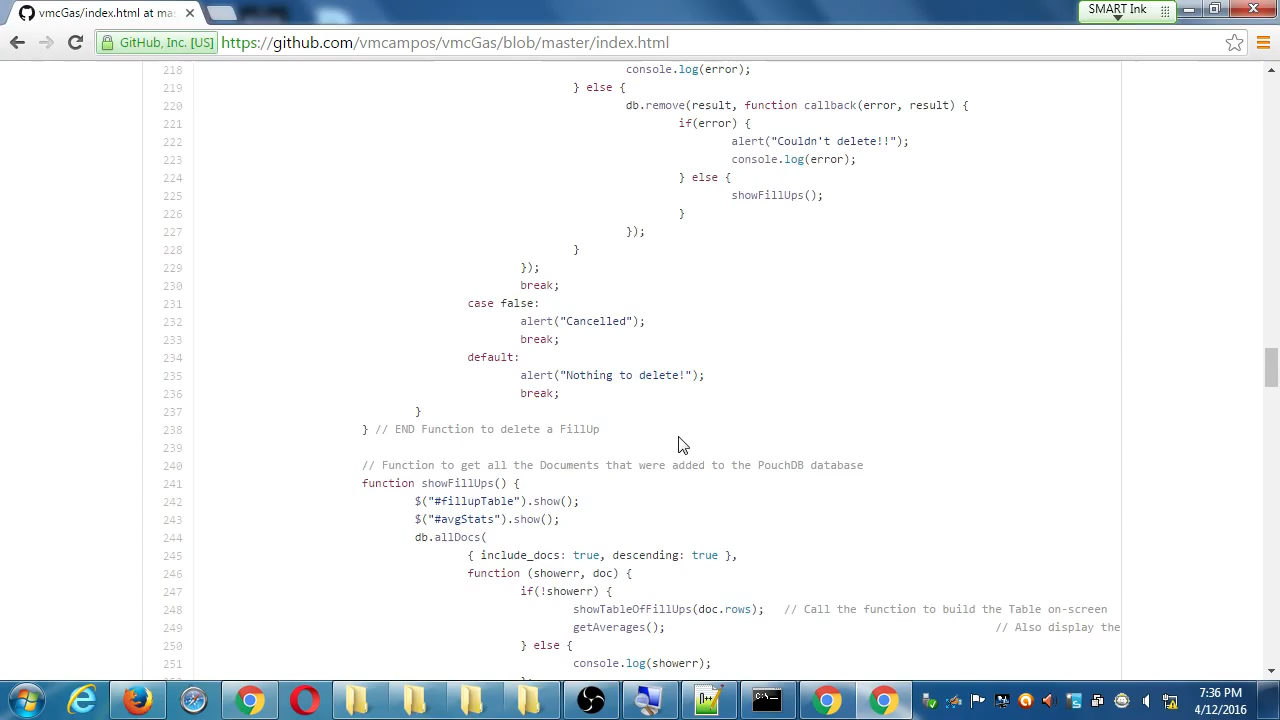 vmcGas/index.html at ma
SMART Ink
GitHub, Inc. [US] https://github.com/vmcampos/vmcGas/blob/master/index.html
218 console.log(error);
219 } else {
220 db.remove(result, function callback(error, result) {
221 if(error) {
222 alert("Couldn't delete!!");
223 console.log(error);
224 } else {
225 showFillUps();
226 }
227 });
228 }
229 });
230 break;
231 case false:
232 alert("Cancelled");
233 break;
234 default:
235 alert("Nothing to delete!");
236 break;
237 }
238 } // END Function to delete a FillUp
239
240 // Function to get all the Documents that were added to the PouchDB database
241 function showFillUps() {
242 $("#fillupTable").show();
243 $("#avgStats").show();
244 db.allDocs(
245 { include_docs: true, descending: true },
246 function (showerr, doc) {
247 if(!showerr) {
248 showTableOfFillUps(doc.rows); // Call the function to build the Table on-screen
249 getAverages(); // Also display the
250 } else {
251 console.log(showerr);
7:36 PM
4/12/2016